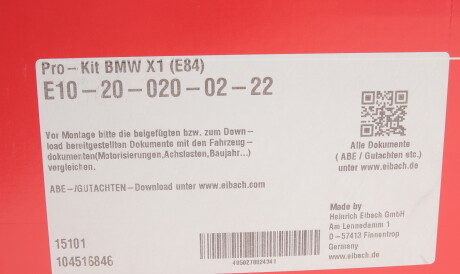 Pro-Kit BMW X1 (E84)
E10-20-020-02-22
Vor Montage bitte die beigefügten bzw. zum Down-
load bereitgestellten Dokumente mit den Fahrzeug-
dokumenten(Motorisierungen,Achslasten,Baujahr...)
vergleichen.
ABE-/GUTACHTEN-Download unter www.eibach.com
Alle Dokumente
( ABE / Gutachten etc.)
unter www.eibach.de
Made by
Heinrich Eibach GmbH
Am Lennedamm 1
D-57413 Finnentrop
Germany
15101
104516846
4050278024341